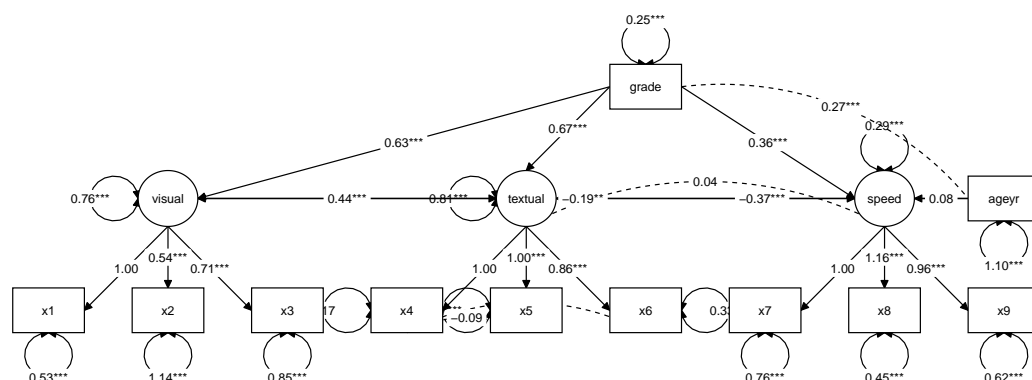 0.25***
grade
0.27***
0.29***
0.63***
0.67***
0.36***
0.04
0.76***
visual
0.44***
0.81***
textual
−0.19**
−0.37***
speed
0.08
ageyr
1.00
0.54***
0.71***
1.00
1.00***
0.86***
1.00
1.16***
0.96***
1.10***
x1
x2
x3
x4
−0.09
x5
x6
x7
x8
x9
0.53***
1.14***
0.85***
0.76***
0.45***
0.62***